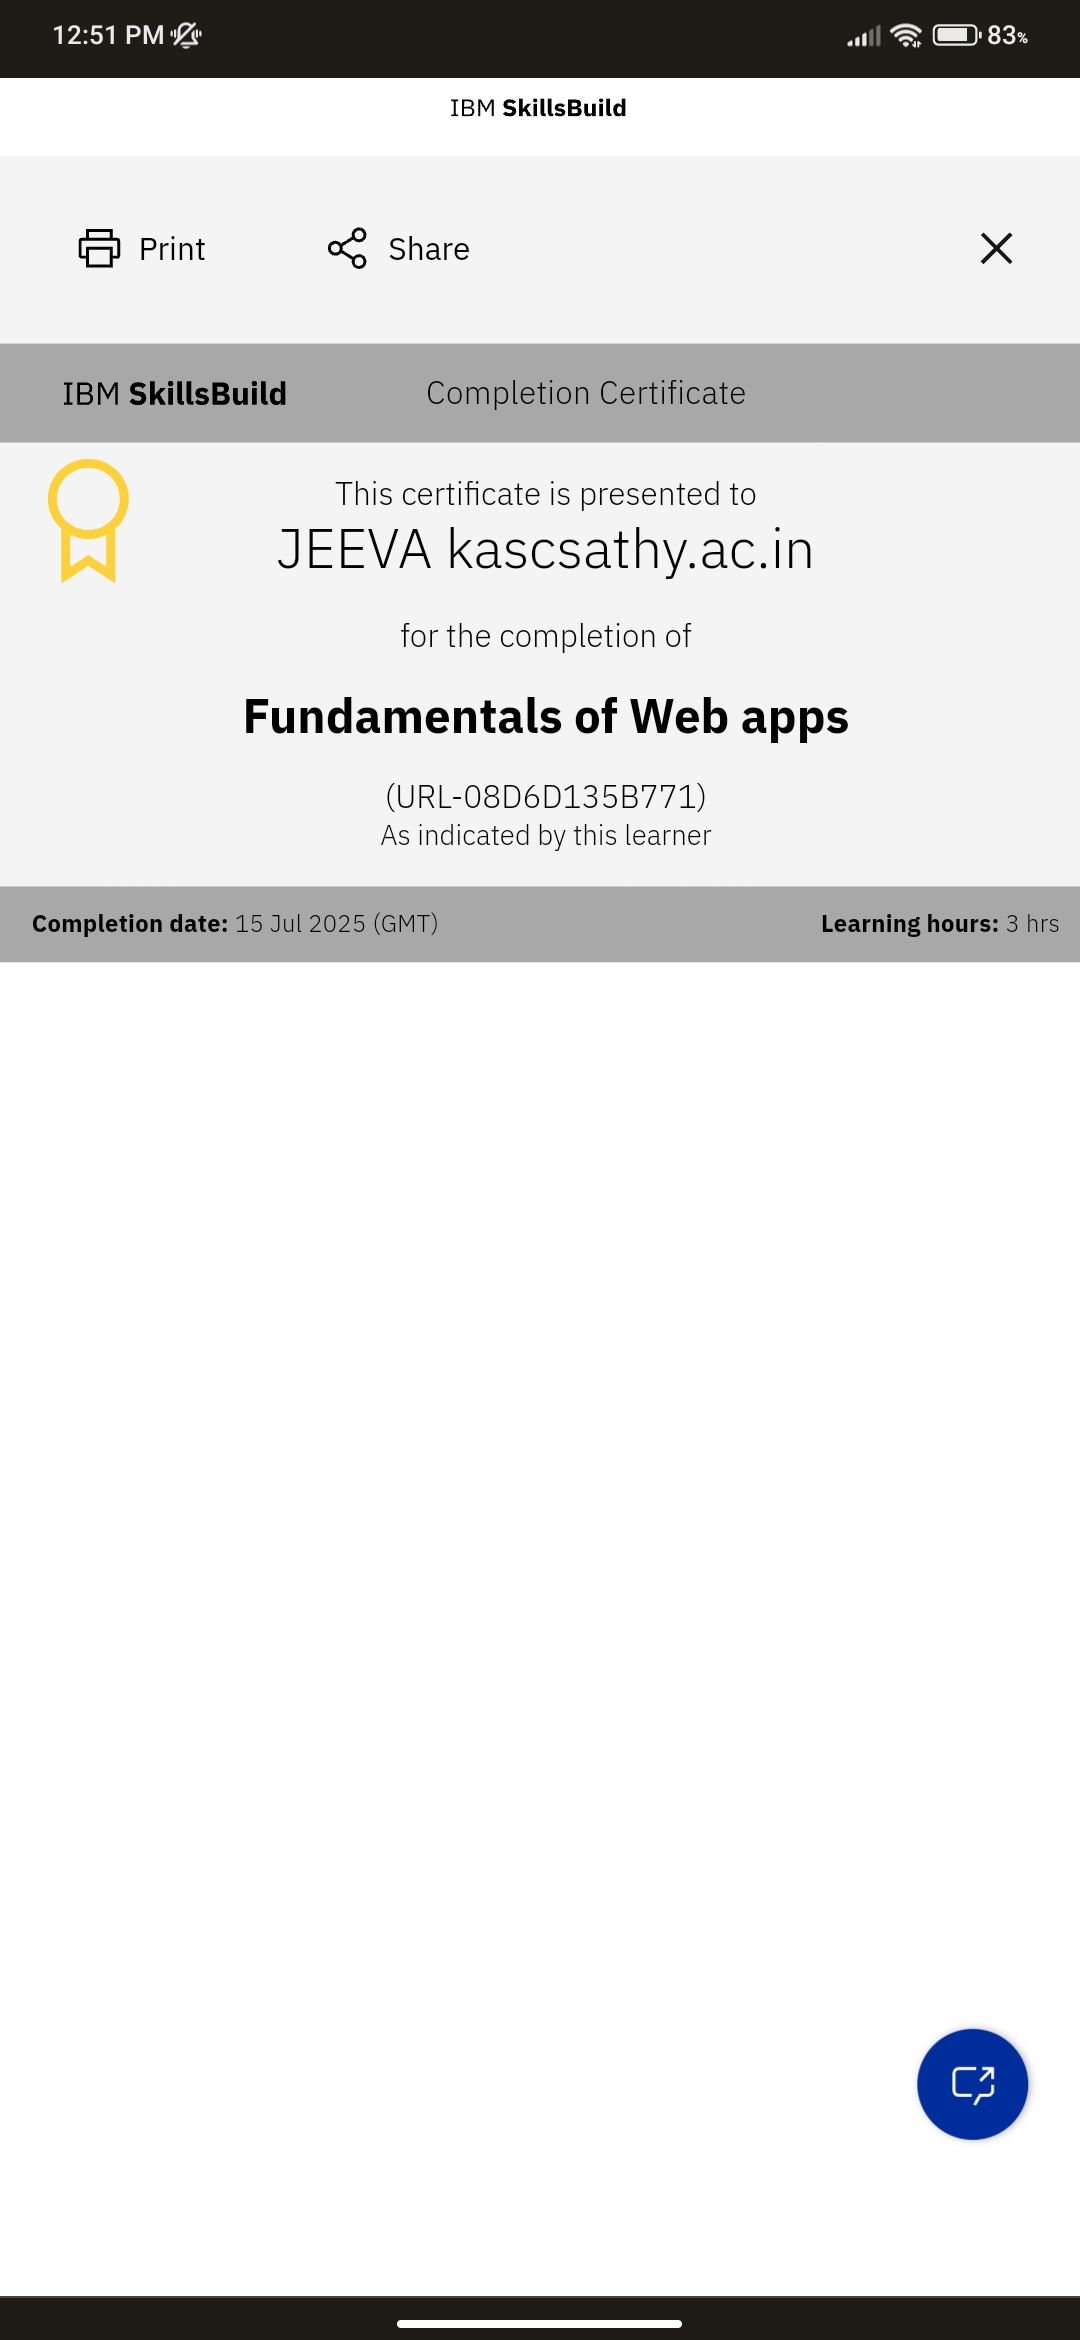 12:51 PM 83%
IBM SkillsBuild
Print Share
IBM SkillsBuild Completion Certificate
This certificate is presented to
JEEVA kascsathy.ac.in
for the completion of
Fundamentals of Web apps
(URL-08D6D135B771)
As indicated by this learner
Completion date: 15 Jul 2025 (GMT) Learning hours: 3 hrs